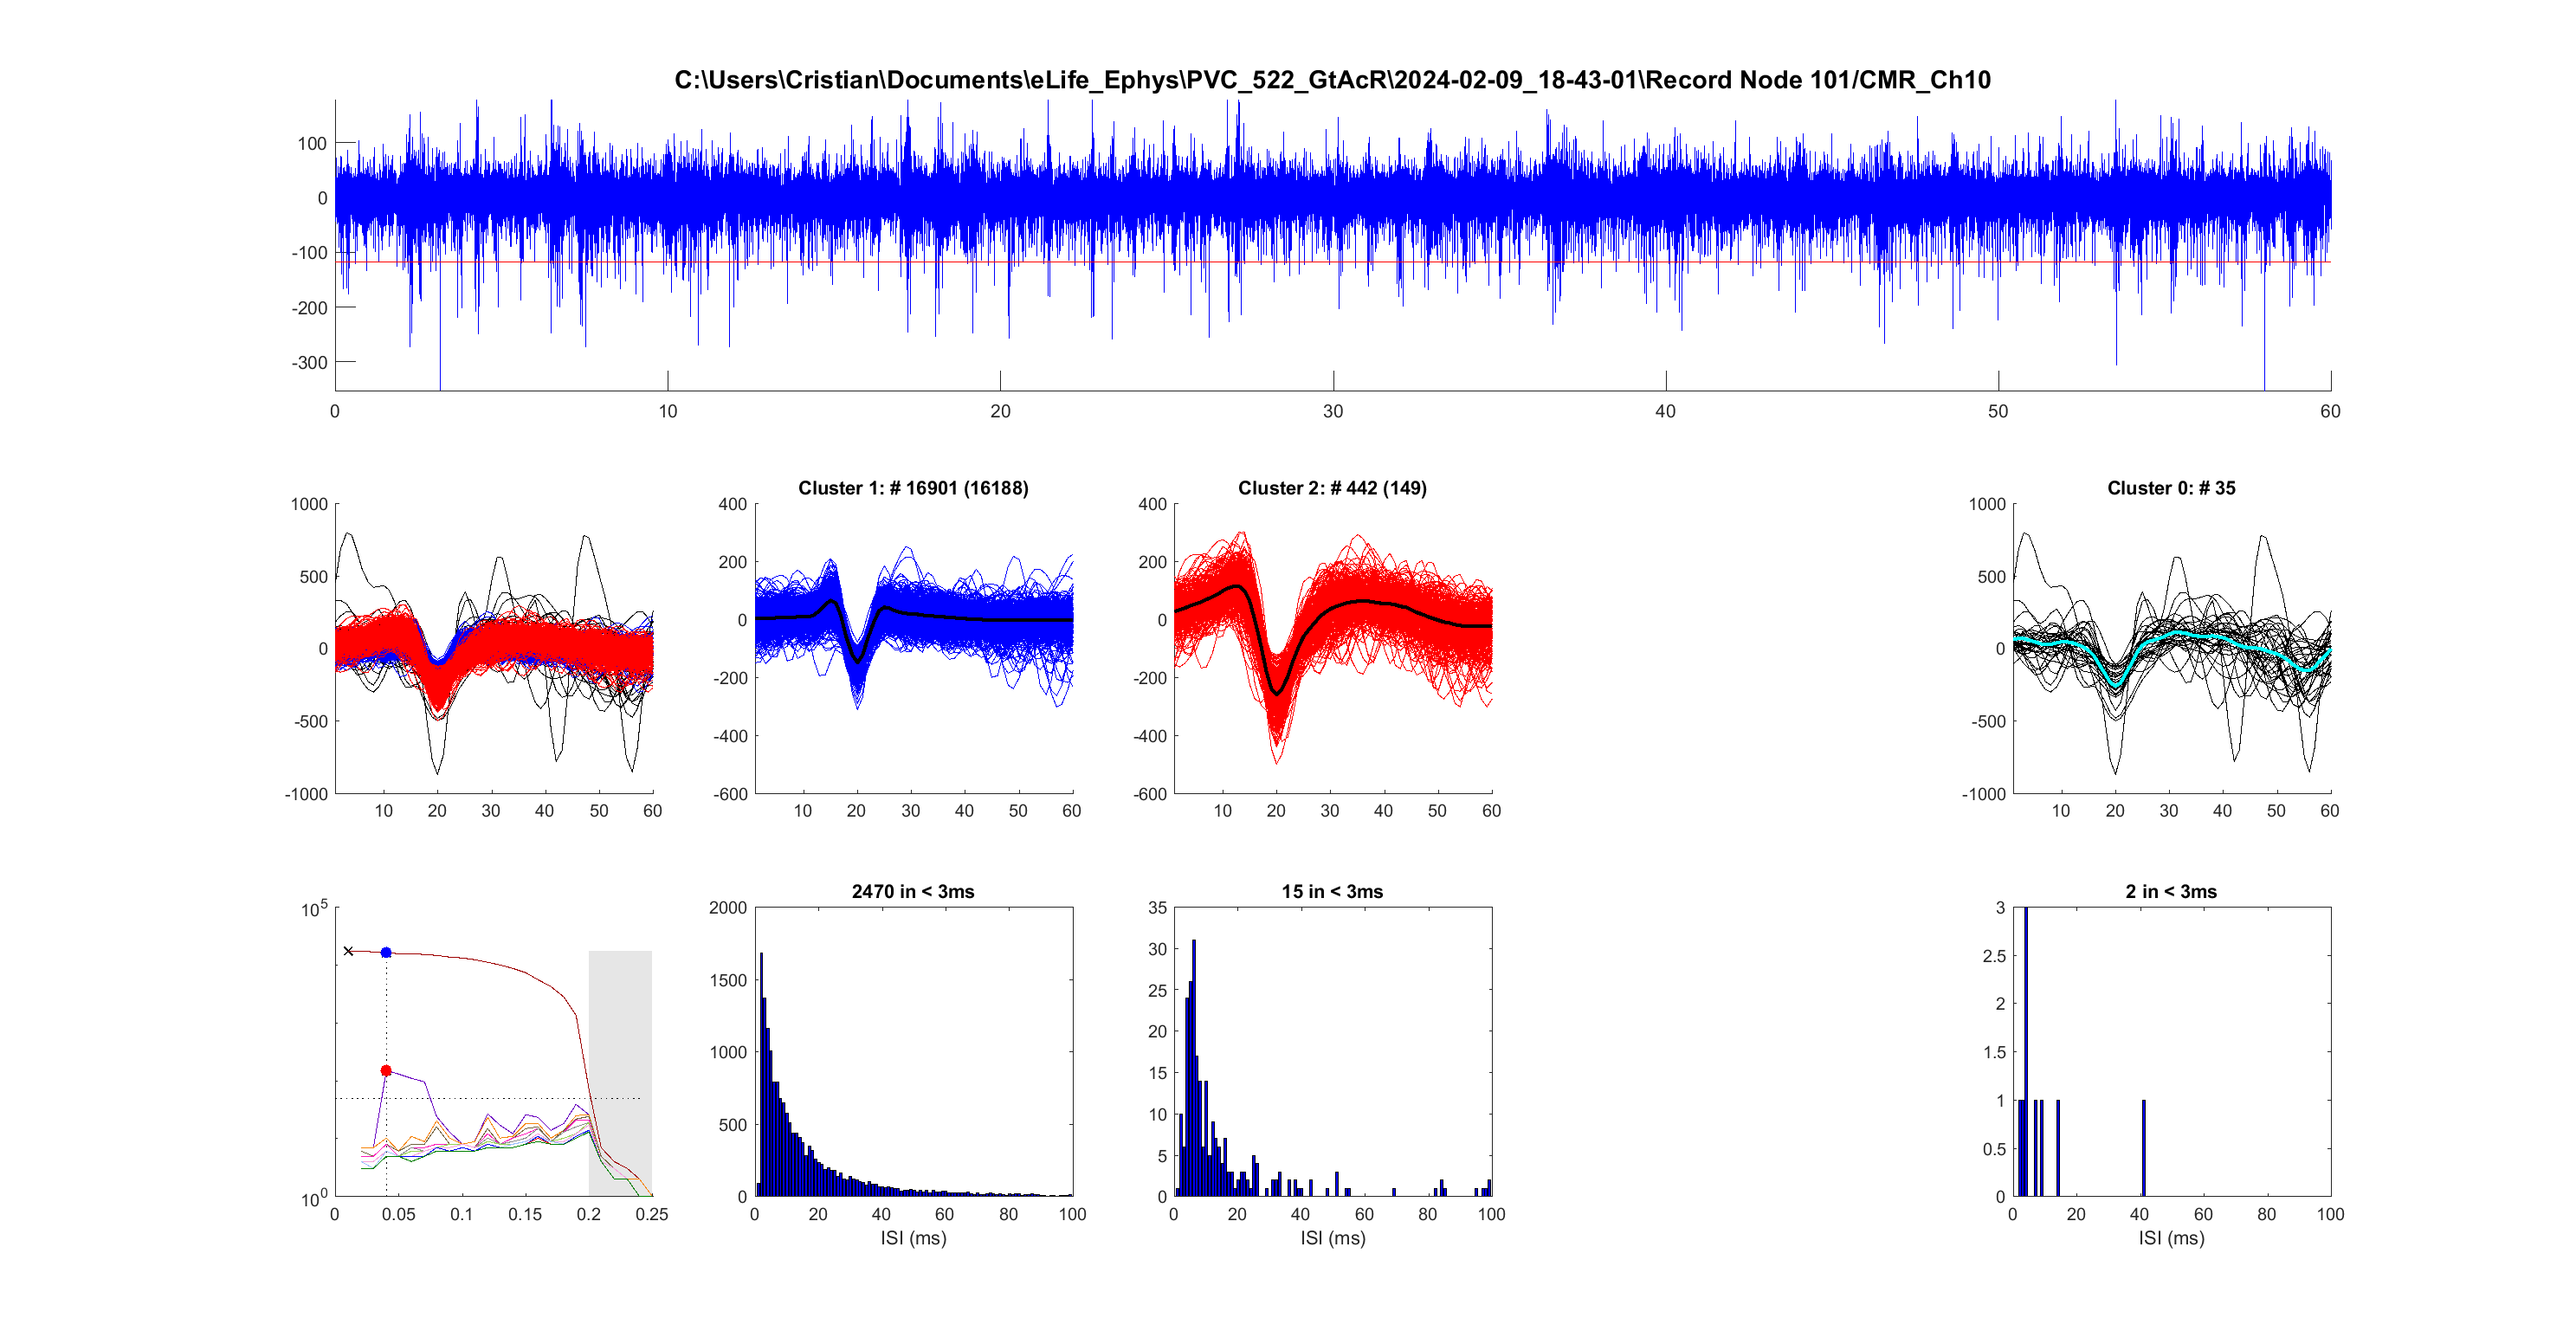 C:\Users\Cristian\Documents\eLife_Ephys\PVC_522_GtAcR\2024-02-09_18-43-01\Record Node 101/CMR_Ch10
100
0
-100
-200
-300
0 10 20 30 40 50 60
Cluster 1: # 16901 (16188)
Cluster 2: # 442 (149)
Cluster 0: # 35
1000
500
0
-500
-1000
10 20 30 40 50 60
400
200
0
-200
-400
-600
10 20 30 40 50 60
400
200
0
-200
-400
-600
10 20 30 40 50 60
1000
500
0
-500
-1000
10 20 30 40 50 60
10^5
10^0
0 0.05 0.1 0.15 0.2 0.25
2470 in < 3ms
2000
1500
1000
500
0
0 20 40 60 80 100
ISI (ms)
15 in < 3ms
35
30
25
20
15
10
5
0
0 20 40 60 80 100
ISI (ms)
2 in < 3ms
3
2.5
2
1.5
1
0.5
0
0 20 40 60 80 100
ISI (ms)